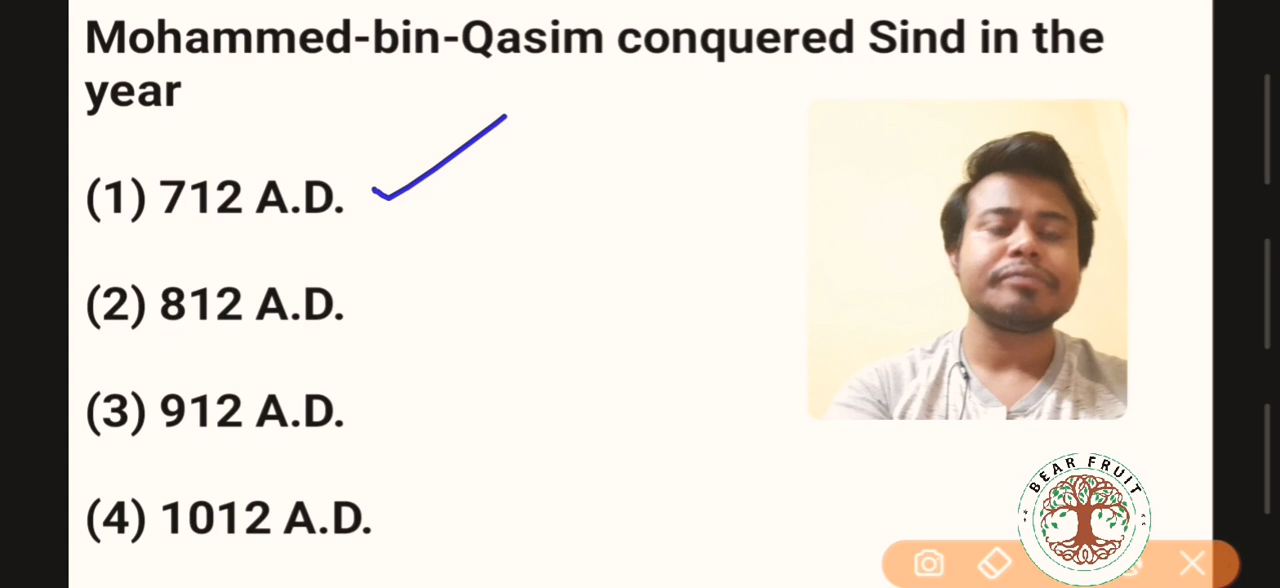 Mohammed-bin-Qasim conquered Sind in the
year
(1) 712 A.D.
(2) 812 A.D.
(3) 912 A.D.
(4) 1012 A.D.
BEAR FRUIT